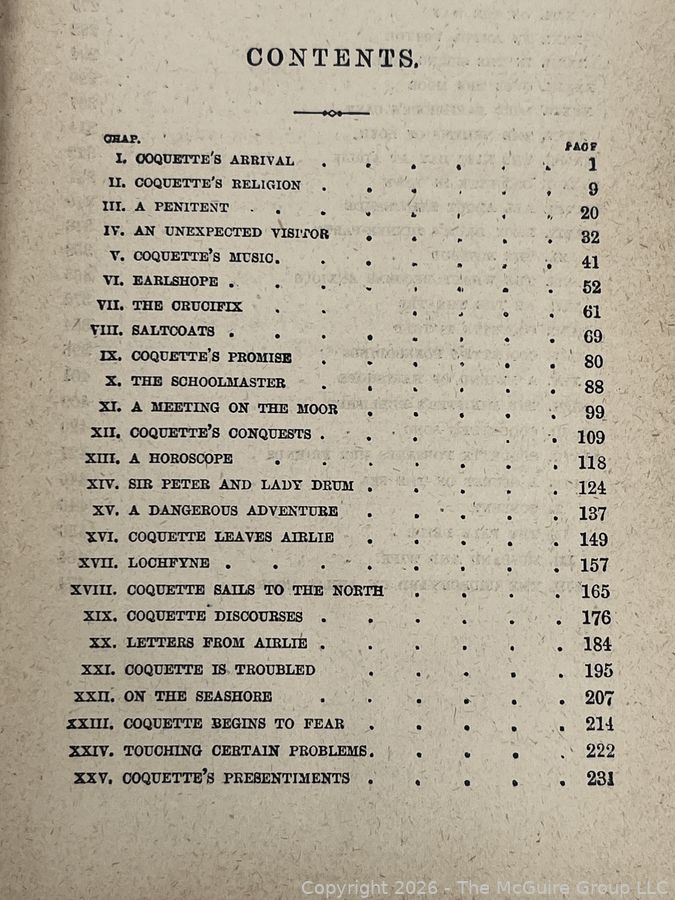 CONTENTS.
CHAP. PAGE
I. COQUETTE'S ARRIVAL . . . . . . 1
II. COQUETTE'S RELIGION . . . . . . 9
III. A PENITENT . . . . . . . 20
IV. AN UNEXPECTED VISITOR . . . . . 32
V. COQUETTE'S MUSIC. . . . . . . 41
VI. EARLSHOPE . . . . . . . . 52
VII. THE CRUCIFIX . . . . . . . 61
VIII. SALTCOATS . . . . . . . . 69
IX. COQUETTE'S PROMISE . . . . . . 80
X. THE SCHOOLMASTER . . . . . . 88
XI. A MEETING ON THE MOOR . . . . . 99
XII. COQUETTE'S CONQUESTS . . . . . . 109
XIII. A HOROSCOPE . . . . . . . 118
XIV. SIR PETER AND LADY DRUM . . . . . 124
XV. A DANGEROUS ADVENTURE . . . . . 137
XVI. COQUETTE LEAVES AIRLIE . . . . . 149
XVII. LOCHFYNE . . . . . . . . 157
XVIII. COQUETTE SAILS TO THE NORTH . . . . 165
XIX. COQUETTE DISCOURSES . . . . . . 176
XX. LETTERS FROM AIRLIE . . . . . . 184
XXI. COQUETTE IS TROUBLED . . . . . 195
XXII. ON THE SEASHORE . . . . . . 207
XXIII. COQUETTE BEGINS TO FEAR . . . . . 214
XXIV. TOUCHING CERTAIN PROBLEMS. . . . . 222
XXV. COQUETTE'S PRESENTIMENTS . . . . . 231
Copyright 2026 - The McGuire Group LLC